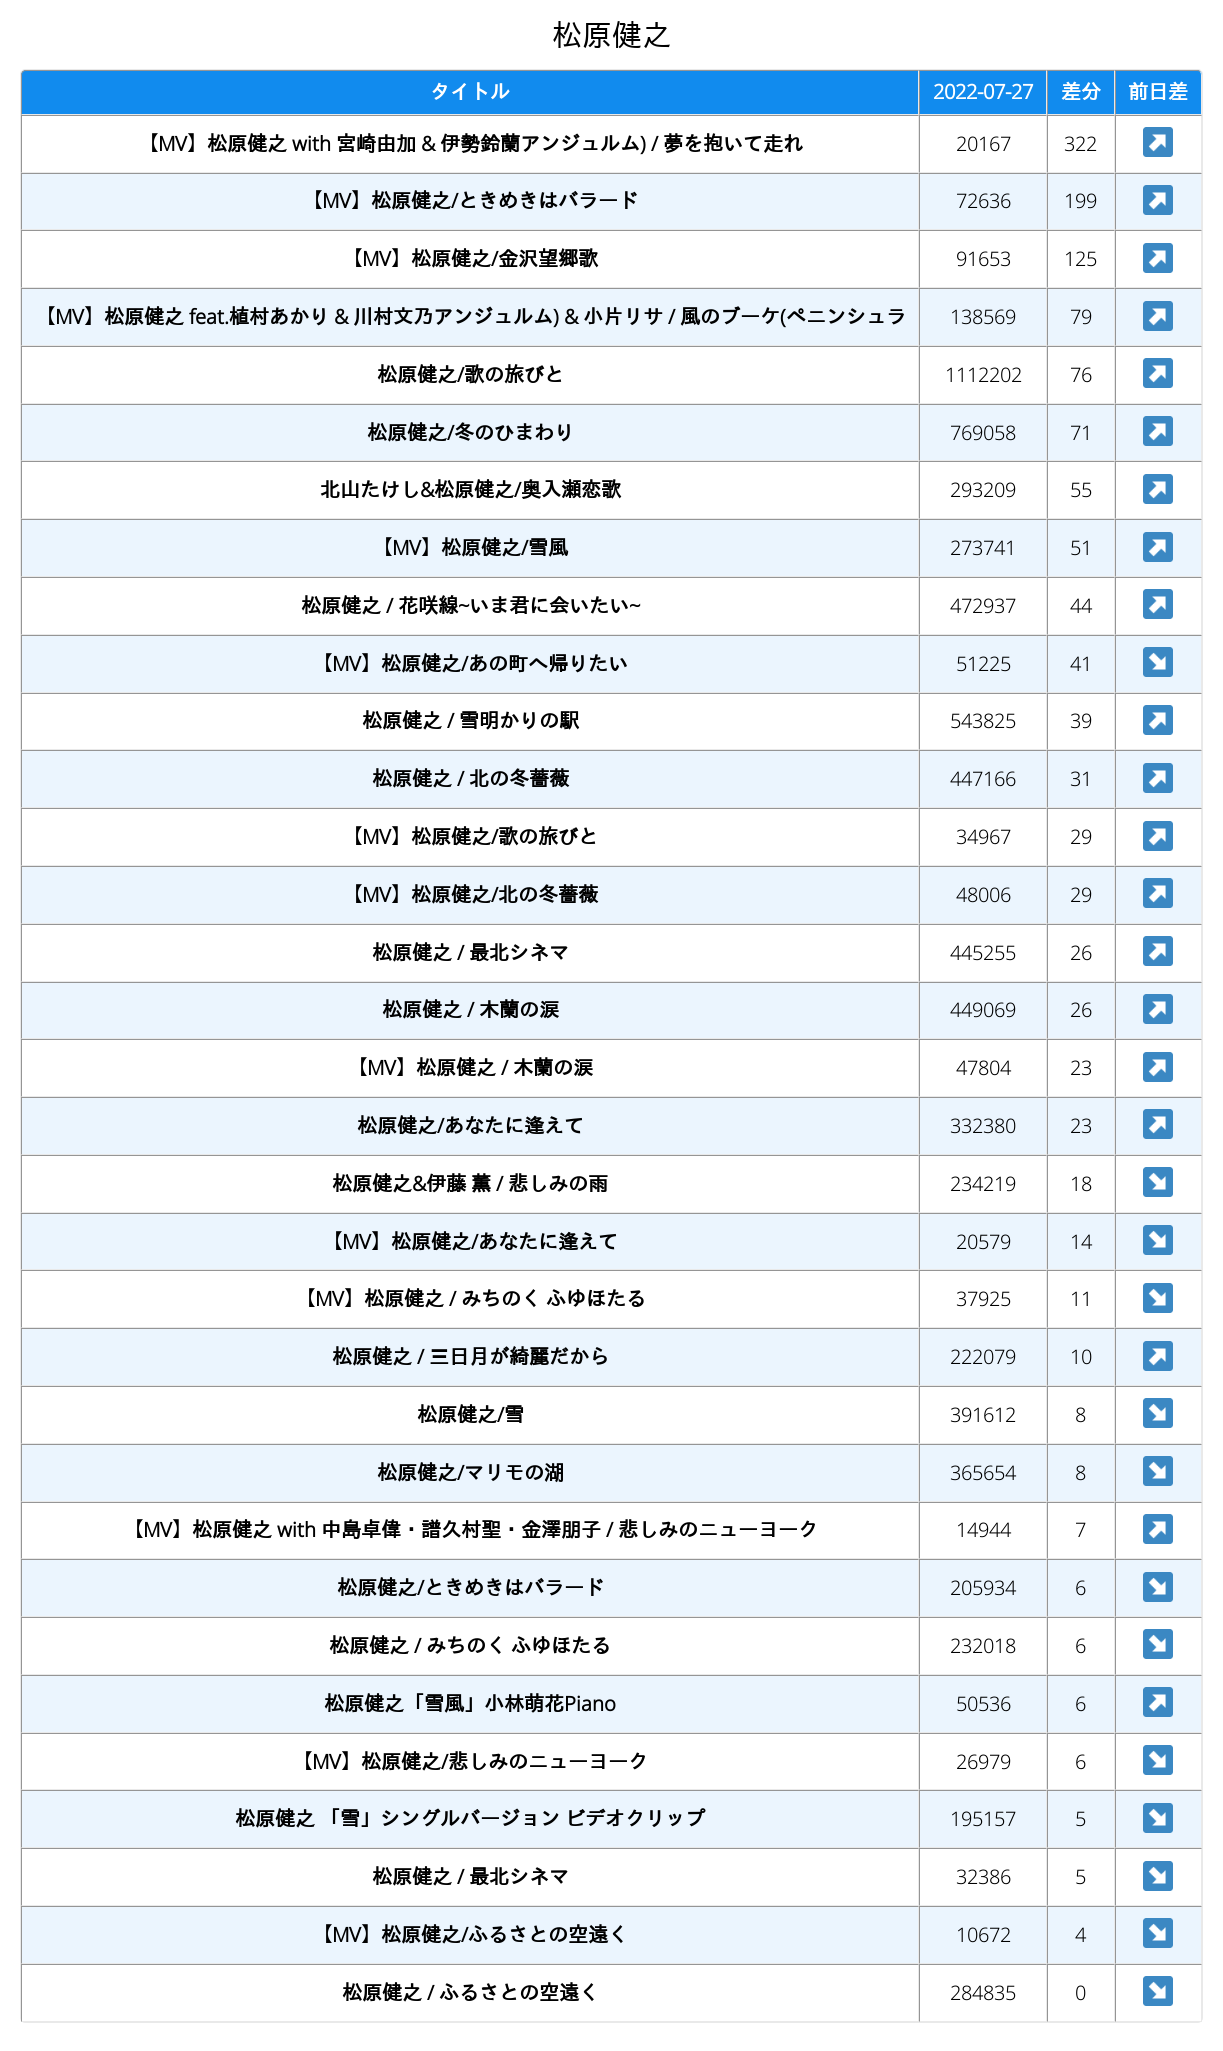 松原健之
タイトル 2022-07-27 差分 前日差
【MV】松原健之 with 宮崎由加 & 伊勢鈴蘭アンジュルム) / 夢を抱いて走れ 20167 322
【MV】松原健之/ときめきはバラード 72636 199
【MV】松原健之/金沢望郷歌 91653 125
【MV】松原健之 feat.植村あかり & 川村文乃アンジュルム) & 小片リサ / 風のブーケ(ペニンシュラ 138569 79
松原健之/歌の旅びと 1112202 76
松原健之/冬のひまわり 769058 71
北山たけし&松原健之/奥入瀬恋歌 293209 55
【MV】松原健之/雪風 273741 51
松原健之 / 花咲線~いま君に会いたい~ 472937 44
【MV】松原健之/あの町へ帰りたい 51225 41
松原健之 / 雪明かりの駅 543825 39
松原健之 / 北の冬薔薇 447166 31
【MV】松原健之/歌の旅びと 34967 29
【MV】松原健之/北の冬薔薇 48006 29
松原健之 / 最北シネマ 445255 26
松原健之 / 木蘭の涙 449069 26
【MV】松原健之 / 木蘭の涙 47804 23
松原健之/あなたに逢えて 332380 23
松原健之&伊藤 薫 / 悲しみの雨 234219 18
【MV】松原健之/あなたに逢えて 20579 14
【MV】松原健之 / みちのく ふゆほたる 37925 11
松原健之 / 三日月が綺麗だから 222079 10
松原健之/雪 391612 8
松原健之/マリモの湖 365654 8
【MV】松原健之 with 中島卓偉・譜久村聖・金澤朋子 / 悲しみのニューヨーク 14944 7
松原健之/ときめきはバラード 205934 6
松原健之 / みちのく ふゆほたる 232018 6
松原健之「雪風」小林萌花Piano 50536 6
【MV】松原健之/悲しみのニューヨーク 26979 6
松原健之 「雪」シングルバージョン ビデオクリップ 195157 5
松原健之 / 最北シネマ 32386 5
【MV】松原健之/ふるさとの空遠く 10672 4
松原健之 / ふるさとの空遠く 284835 0